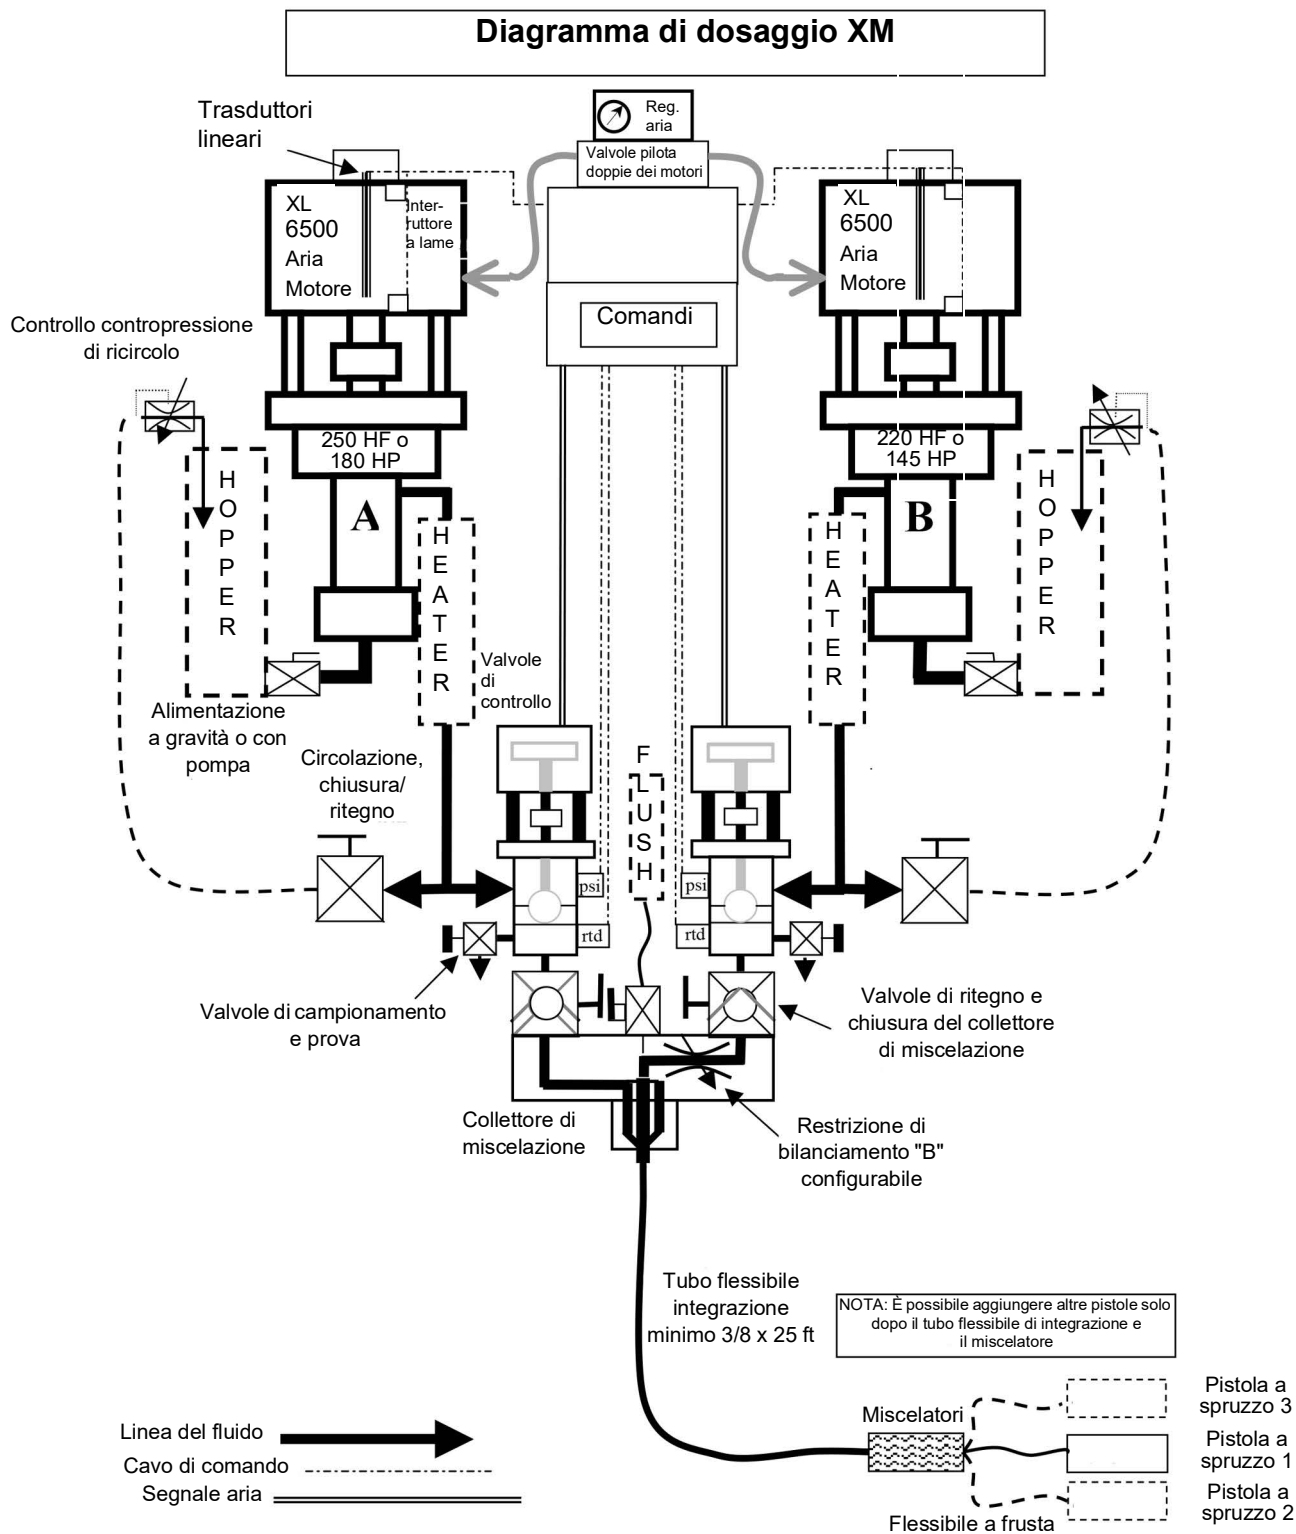 Diagramma di dosaggio XM
Reg.
aria
Trasduttori
lineari
Valvole pilota
doppie dei motori
XL
6500
Aria
Motore
Inter-
ruttore
a lame
XL
6500
Aria
Motore
Comandi
Controllo contropressione
di ricircolo
250 HF o
180 HP
220 HF o
145 HP
A
B
H
O
P
P
E
R
H
E
A
T
E
R
H
E
A
T
E
R
H
O
P
P
E
R
Valvole
di
controllo
Alimentazione
a gravità o con
pompa
Circolazione,
chiusura/
ritegno
F
L
U
S
H
psi
psi
rtd
rtd
Valvole di campionamento
e prova
Valvole di ritegno e
chiusura del collettore
di miscelazione
Collettore di
miscelazione
Restrizione di
bilanciamento "B"
configurabile
Tubo flessibile
integrazione
minimo 3/8 x 25 ft
NOTA: È possibile aggiungere altre pistole solo
dopo il tubo flessibile di integrazione e
il miscelatore
Pistola a
spruzzo 3
Miscelatori
Pistola a
spruzzo 1
Pistola a
spruzzo 2
Flessibile a frusta
Linea del fluido
Cavo di comando
Segnale aria